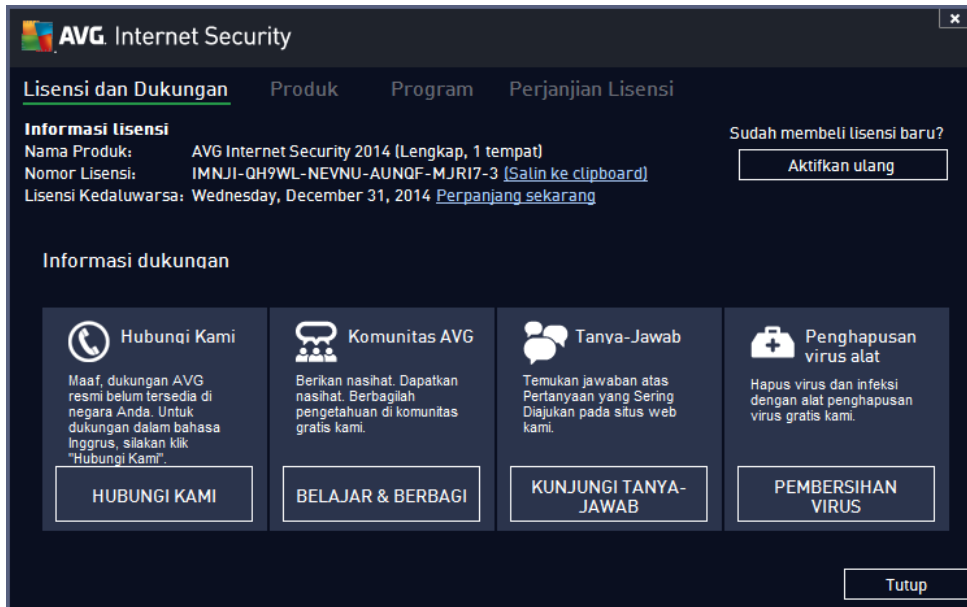 AVG Internet Security
x
Lisensi dan Dukungan Produk Program Perjanjian Lisensi
Informasi lisensi
Nama Produk: AVG Internet Security 2014 (Lengkap, 1 tempat)
Nomor Lisensi: IMNJI-QH9WL-NEVNU-AUNQF-MJRI7-3 (Salin ke clipboard)
Lisensi Kedaluwarsa: Wednesday, December 31, 2014 Perpanjang sekarang
Sudah membeli lisensi baru?
Aktifkan ulang
Informasi dukungan
Hubungi Kami
Maaf, dukungan AVG
resmi belum tersedia di
negara Anda. Untuk
dukungan dalam bahasa
Inggrus, silakan klik
"Hubungi Kami".
HUBUNGI KAMI
Komunitas AVG
Berikan nasihat. Dapatkan
nasihat. Berbagilah
pengetahuan di komunitas
gratis kami.
BELAJAR & BERBAGI
Tanya-Jawab
Temukan jawaban atas
Pertanyaan yang Sering
Diajukan pada situs web
kami.
KUNJUNGI TANYA-
JAWAB
Penghapusan
virus alat
Hapus virus dan infeksi
dengan alat penghapusan
virus gratis kami.
PEMBERSIHAN
VIRUS
Tutup